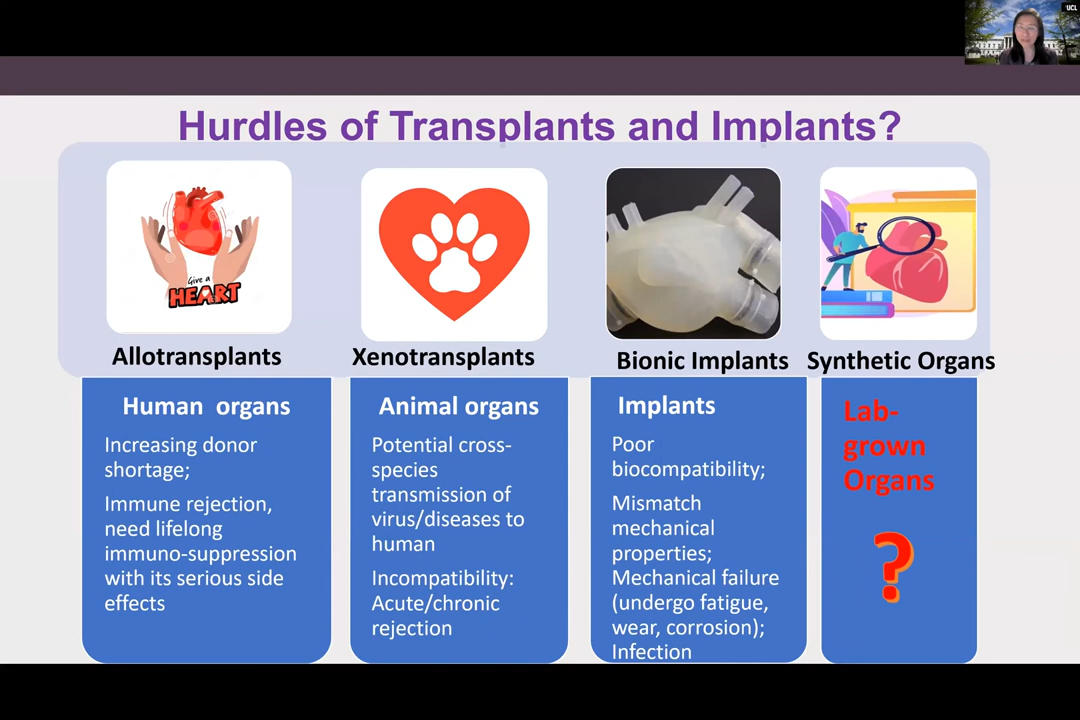 UCL
Hurdles of Transplants and Implants?
Give a
HEART
Allotransplants
Xenotransplants
Bionic Implants
Synthetic Organs
Human organs
Increasing donor
shortage;
Immune rejection,
need lifelong
immuno-suppression
with its serious side
effects
Animal organs
Potential cross-
species
transmission of
virus/diseases to
human
Incompatibility:
Acute/chronic
rejection
Implants
Poor
biocompatibility;
Mismatch
mechanical
properties;
Mechanical failure
(undergo fatigue,
wear, corrosion);
Infection
Lab-
grown
Organs
?